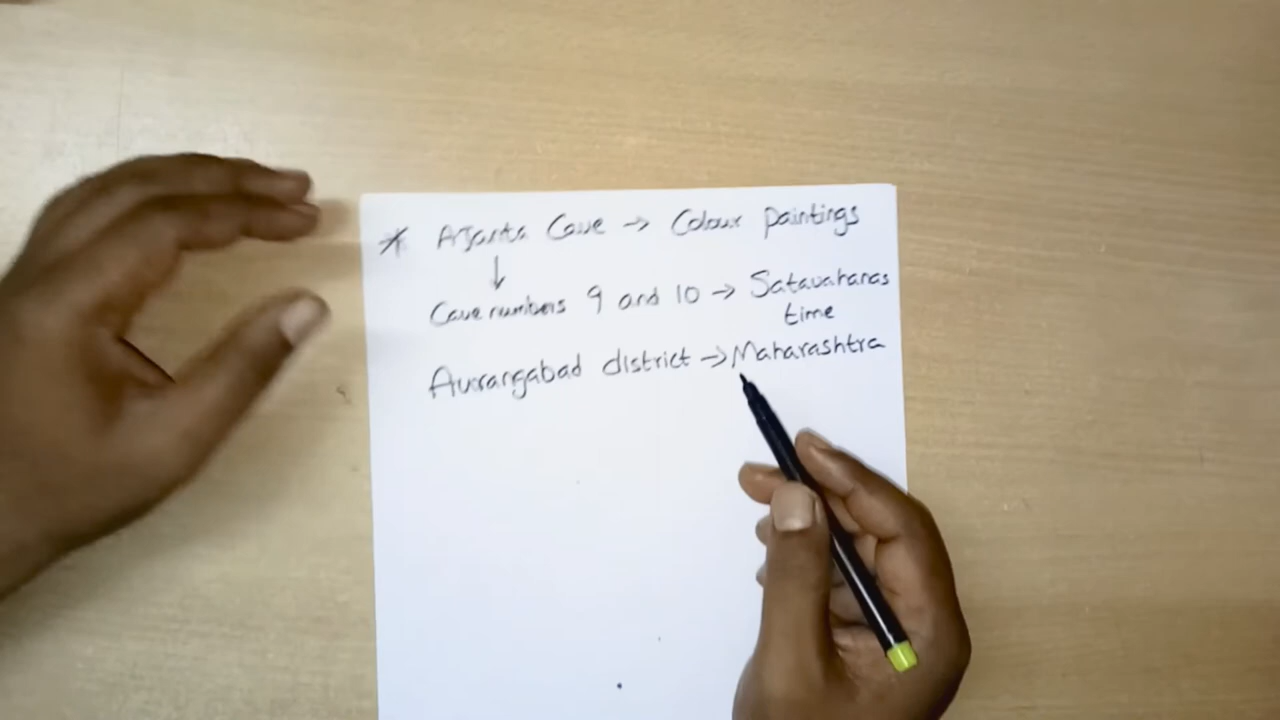 * Ajanta Cave → Colour paintings
↓
Cave numbers 9 and 10 → Satavahanas
time
Aurangabad district → Maharashtra